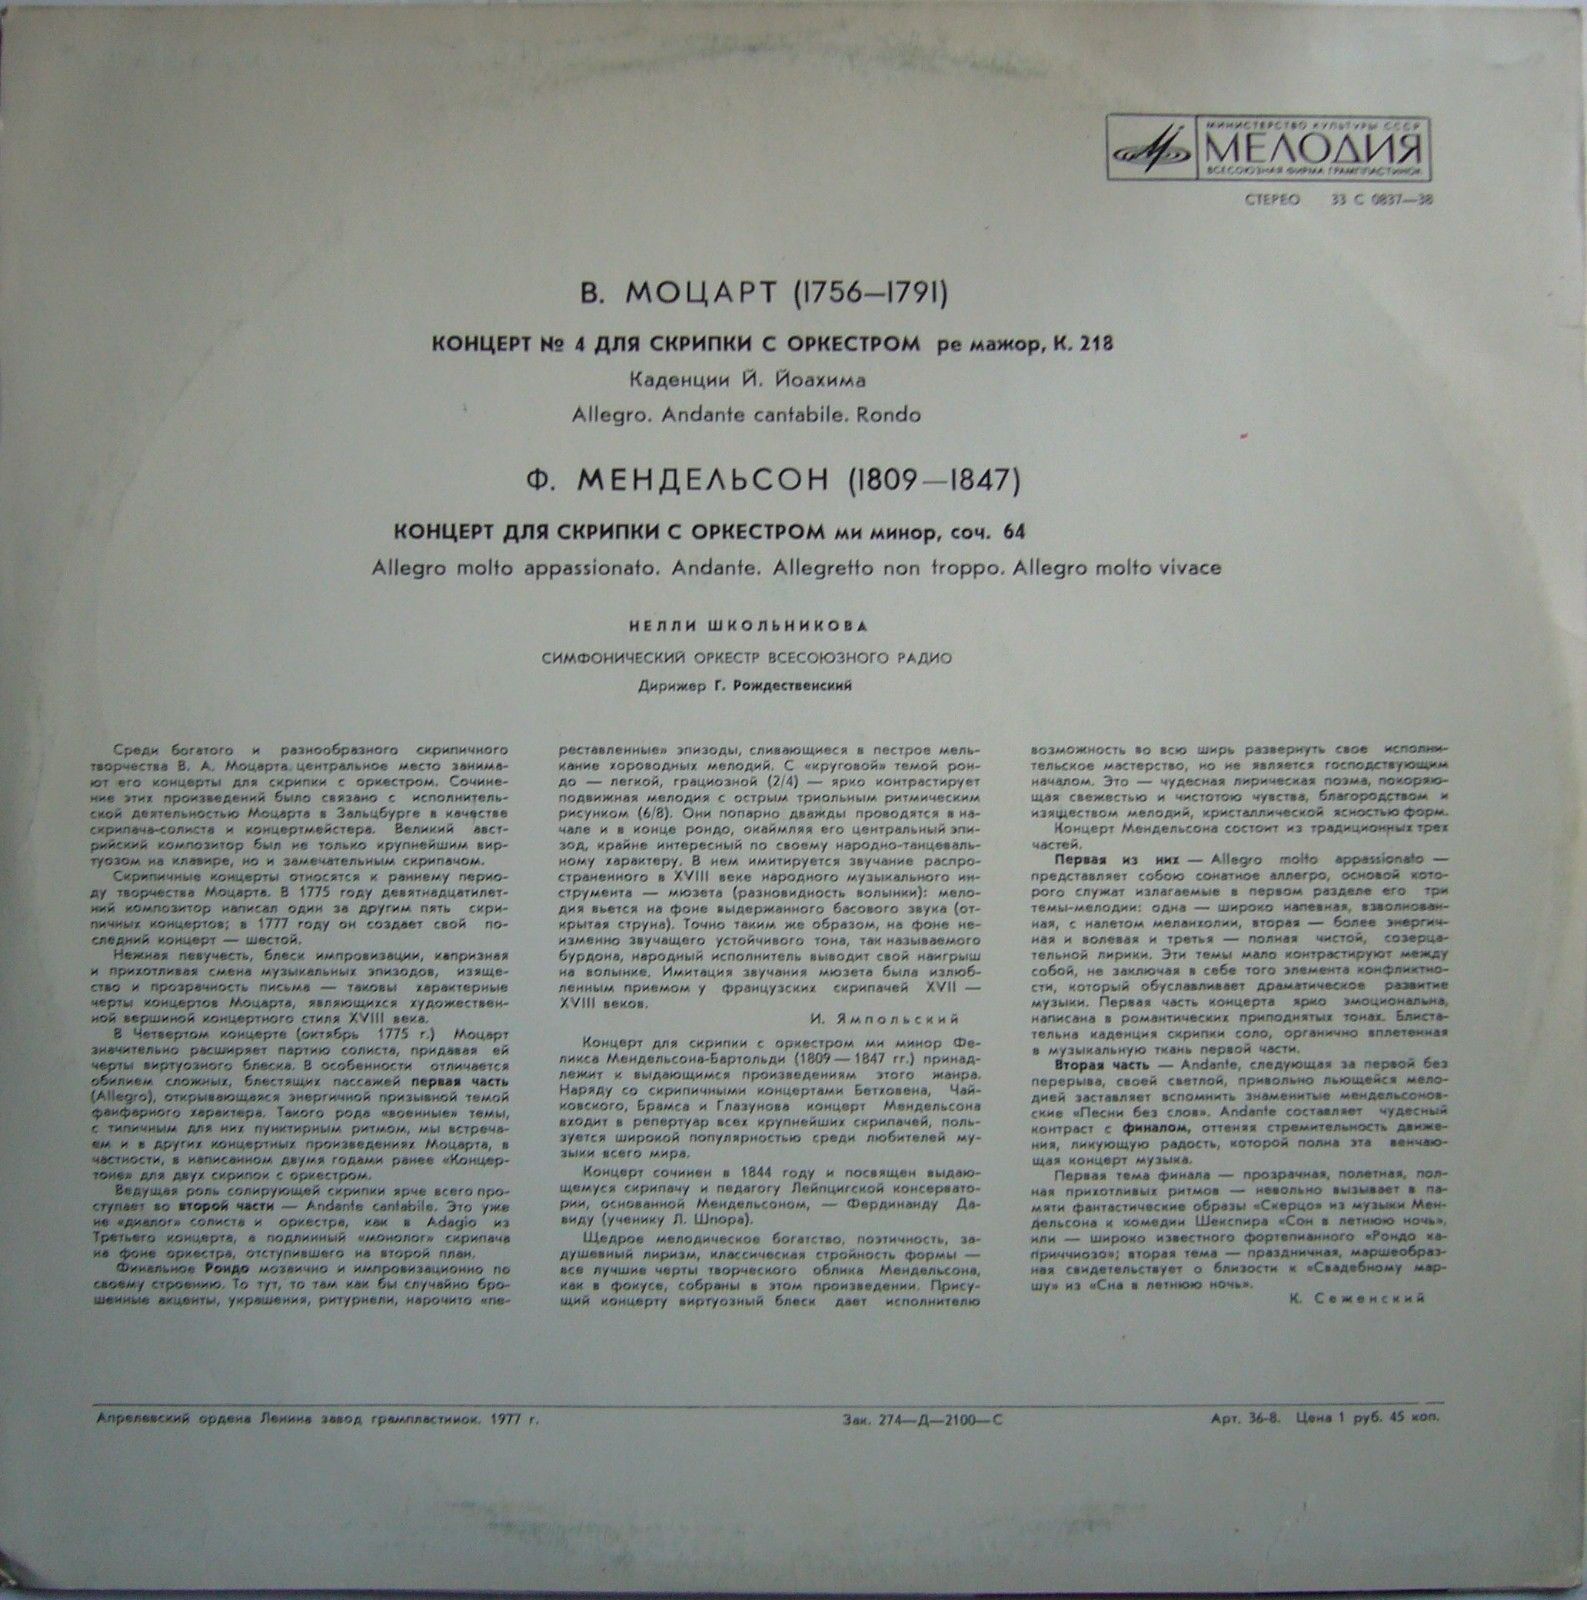 МИНИСТЕРСТВО КУЛЬТУРЫ СССР
МЕЛОДИЯ
ВСЕСОЮЗНАЯ ФИРМА ГРАМПЛАСТИНОК
СТЕРЕО 33 С 0837—38
В. МОЦАРТ (1756—1791)
КОНЦЕРТ № 4 ДЛЯ СКРИПКИ С ОРКЕСТРОМ ре мажор, К. 218
Каденции Й. Йоахима
Allegro. Andante cantabile. Rondo
Ф. МЕНДЕЛЬСОН (1809—1847)
КОНЦЕРТ ДЛЯ СКРИПКИ С ОРКЕСТРОМ ми минор, соч. 64
Allegro molto appassionato. Andante. Allegretto non troppo. Allegro molto vivace
НЕЛЛИ ШКОЛЬНИКОВА
СИМФОНИЧЕСКИЙ ОРКЕСТР ВСЕСОЮЗНОГО РАДИО
Дирижер Г. Рождественский
Среди богатого и разнообразного скрипичного
творчества В. А. Моцарта центральное место занима-
ют его концерты для скрипки с оркестром. Сочине-
ние этих произведений было связано с исполнитель-
ской деятельностью Моцарта в Зальцбурге в качестве
скрипача-солиста и концертмейстера. Великий авст-
рийский композитор был не только крупнейшим вир-
туозом на клавире, но и замечательным скрипачом.
Скрипичные концерты относятся к раннему перио-
ду творчества Моцарта. В 1775 году девятнадцатилет-
ний композитор написал один за другим пять скри-
пичных концертов; в 1777 году он создает свой по-
следний концерт — шестой.
Нежная певучесть, блеск импровизации, капризная
и прихотливая смена музыкальных эпизодов, изяще-
ство и прозрачность письма — таковы характерные
черты концертов Моцарта, являющихся художествен-
ной вершиной концертного стиля XVIII века.
В Четвертом концерте (октябрь 1775 г.) Моцарт
значительно расширяет партию солиста, придавая ей
черты виртуозного блеска. В особенности отличается
обилием сложных, блестящих пассажей первая часть
(Allegro), открывающаяся энергичной призывной темой
фанфарного характера. Такого рода «военные» темы,
с типичным для них пунктирным ритмом, мы встреча-
ем и в других концертных произведениях Моцарта, в
частности, в написанном двумя годами ранее «Концер-
тоне» для двух скрипок с оркестром.
Ведущая роль солирующей скрипки ярче всего про-
ступает во второй части — Andante cantabile. Это уже
не «диалог» солиста и оркестра, как в Adagio из
Третьего концерта, а подлинный «монолог» скрипача
на фоне оркестра, отступившего на второй план.
Финальное Рондо мозаично и импровизационно по
своему строению. То тут, то там как бы случайно бро-
шенные акценты, украшения, ритурнели, нарочито «пе-
реставленные» эпизоды, сливающиеся в пестрое мель-
кание хороводных мелодий. С «круговой» темой рон-
до — легкой, грациозной (2/4) — ярко контрастирует
подвижная мелодия с острым триольным ритмическим
рисунком (6/8). Они попарно дважды проводятся в на-
чале и в конце рондо, окаймляя его центральный эпи-
зод, крайне интересный по своему народно-танцеваль-
ному характеру. В нем имитируется звучание распро-
страненного в XVIII веке народного музыкального ин-
струмента — мюзета (разновидность волынки): мело-
дия вьется на фоне выдержанного басового звука (от-
крытая струна). Точно таким же образом, на фоне не-
изменно звучащего устойчивого тона, так называемого
бурдона, народный исполнитель выводит свой наигрыш
на волынке. Имитация звучания мюзета была излюб-
ленным приемом у французских скрипачей XVII —
XVIII веков.
И. Ямпольский
Концерт для скрипки с оркестром ми минор Фе-
ликса Мендельсона-Бартольди (1809 — 1847 гг.) принад-
лежит к выдающимся произведениям этого жанра.
Наряду со скрипичными концертами Бетховена, Чай-
ковского, Брамса и Глазунова концерт Мендельсона
входит в репертуар всех крупнейших скрипачей, поль-
зуется широкой популярностью среди любителей му-
зыки всего мира.
Концерт сочинен в 1844 году и посвящен выдаю-
щемуся скрипачу и педагогу Лейпцигской консервато-
рии, основанной Мендельсоном, — Фердинанду Да-
виду (ученику Л. Шпора).
Щедрое мелодическое богатство, поэтичность, за-
душевный лиризм, классическая стройность формы —
все лучшие черты творческого облика Мендельсона,
как в фокусе, собраны в этом произведении. Прису-
щий концерту виртуозный блеск дает исполнителю
возможность во всю ширь развернуть свое исполни-
тельское мастерство, но не является господствующим
началом. Это — чудесная лирическая поэма, покоряю-
щая свежестью и чистотою чувства, благородством и
изяществом мелодий, кристаллической ясностью форм.
Концерт Мендельсона состоит из традиционных трех
частей.
Первая из них — Allegro molto appassionato —
представляет собою сонатное аллегро, основой кото-
рого служат излагаемые в первом разделе его три
темы-мелодии: одна — широко напевная, взволнован-
ная, с налетом меланхолии, вторая — более энергич-
ная и волевая и третья — полная чистой, созерца-
тельной лирики. Эти темы мало контрастируют между
собой, не заключая в себе того элемента конфликтно-
сти, который обуславливает драматическое развитие
музыки. Первая часть концерта ярко эмоциональна,
написана в романтических приподнятых тонах. Блиста-
тельна каденция скрипки соло, органично вплетенная
в музыкальную ткань первой части.
Вторая часть — Andante, следующая за первой без
перерыва, своей светлой, привольно льющейся мело-
дией заставляет вспомнить знаменитые мендельсонов-
ские «Песни без слов». Andante составляет чудесный
контраст с финалом, оттеняя стремительность движе-
ния, ликующую радость, которой полна эта венчаю-
щая концерт музыка.
Первая тема финала — прозрачная, полетная, пол-
ная прихотливых ритмов — невольно вызывает в па-
мяти фантастические образы «Скерцо» из музыки Мен-
дельсона к комедии Шекспира «Сон в летнюю ночь»,
или — широко известного фортепианного «Рондо ка-
приччиозо»; вторая тема — праздничная, маршеобраз-
ная свидетельствует о близости к «Свадебному мар-
шу» из «Сна в летнюю ночь».
К. Сеженский
Апрелевский ордена Ленина завод грампластинок. 1977 г.
Зак. 274—Д—2100—С
Арт. 36-8. Цена 1 руб. 45 коп.